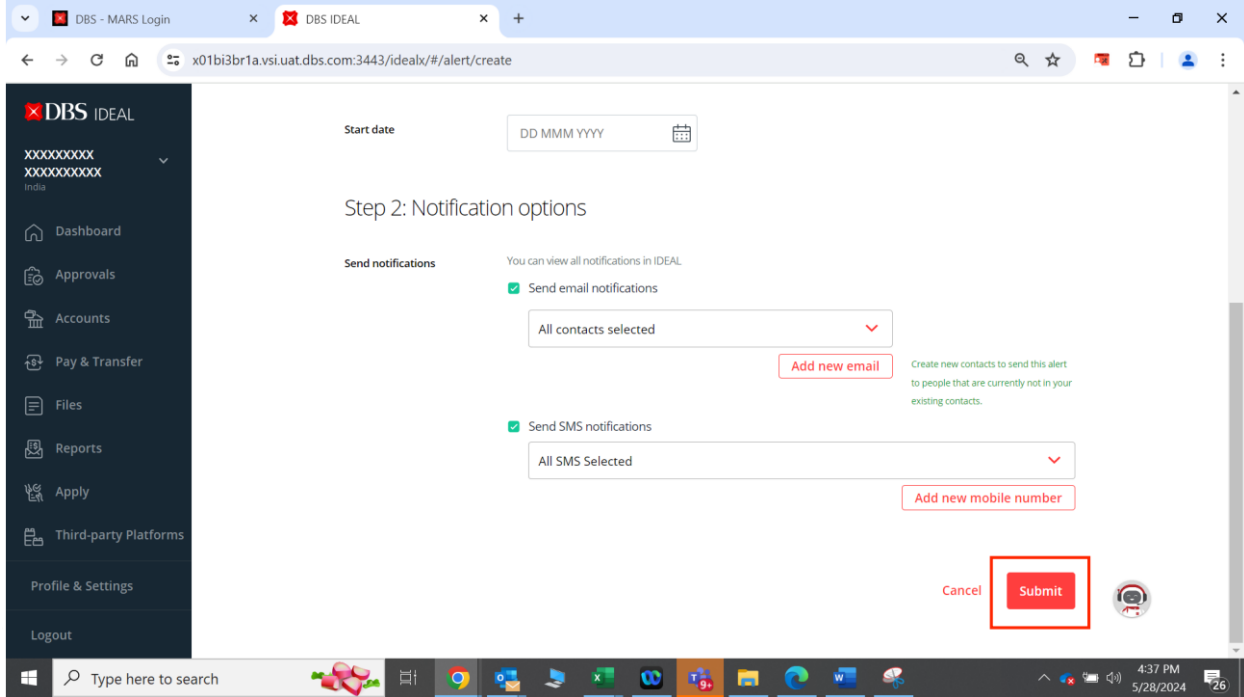 DBS - MARS Login
DBS IDEAL
x01bi3br1a.vsi.uat.dbs.com:3443/idealx/#/alert/create
DBS IDEAL
XXXXXXXXX
XXXXXXXXXX
India
Dashboard
Approvals
Accounts
Pay & Transfer
Files
Reports
Apply
Third-party Platforms
Profile & Settings
Logout
Start date
DD MMM YYYY
Step 2: Notification options
Send notifications
You can view all notifications in IDEAL
Send email notifications
All contacts selected
Add new email
Create new contacts to send this alert
to people that are currently not in your
existing contacts.
Send SMS notifications
All SMS Selected
Add new mobile number
Cancel
Submit
Type here to search
9+
4:37 PM
5/28/2024
26